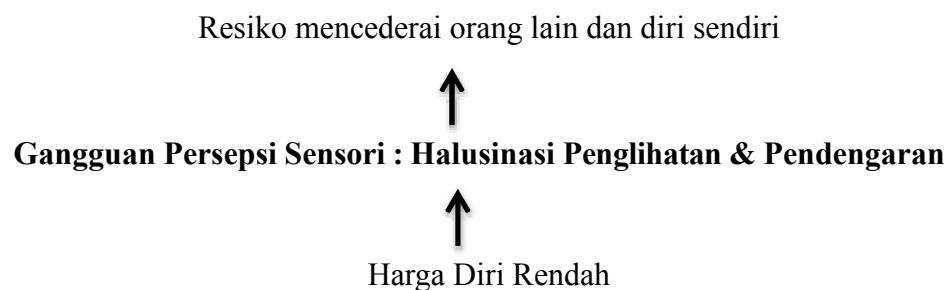 Resiko mencederai orang lain dan diri sendiri
Gangguan Persepsi Sensori : Halusinasi Penglihatan & Pendengaran
Harga Diri Rendah